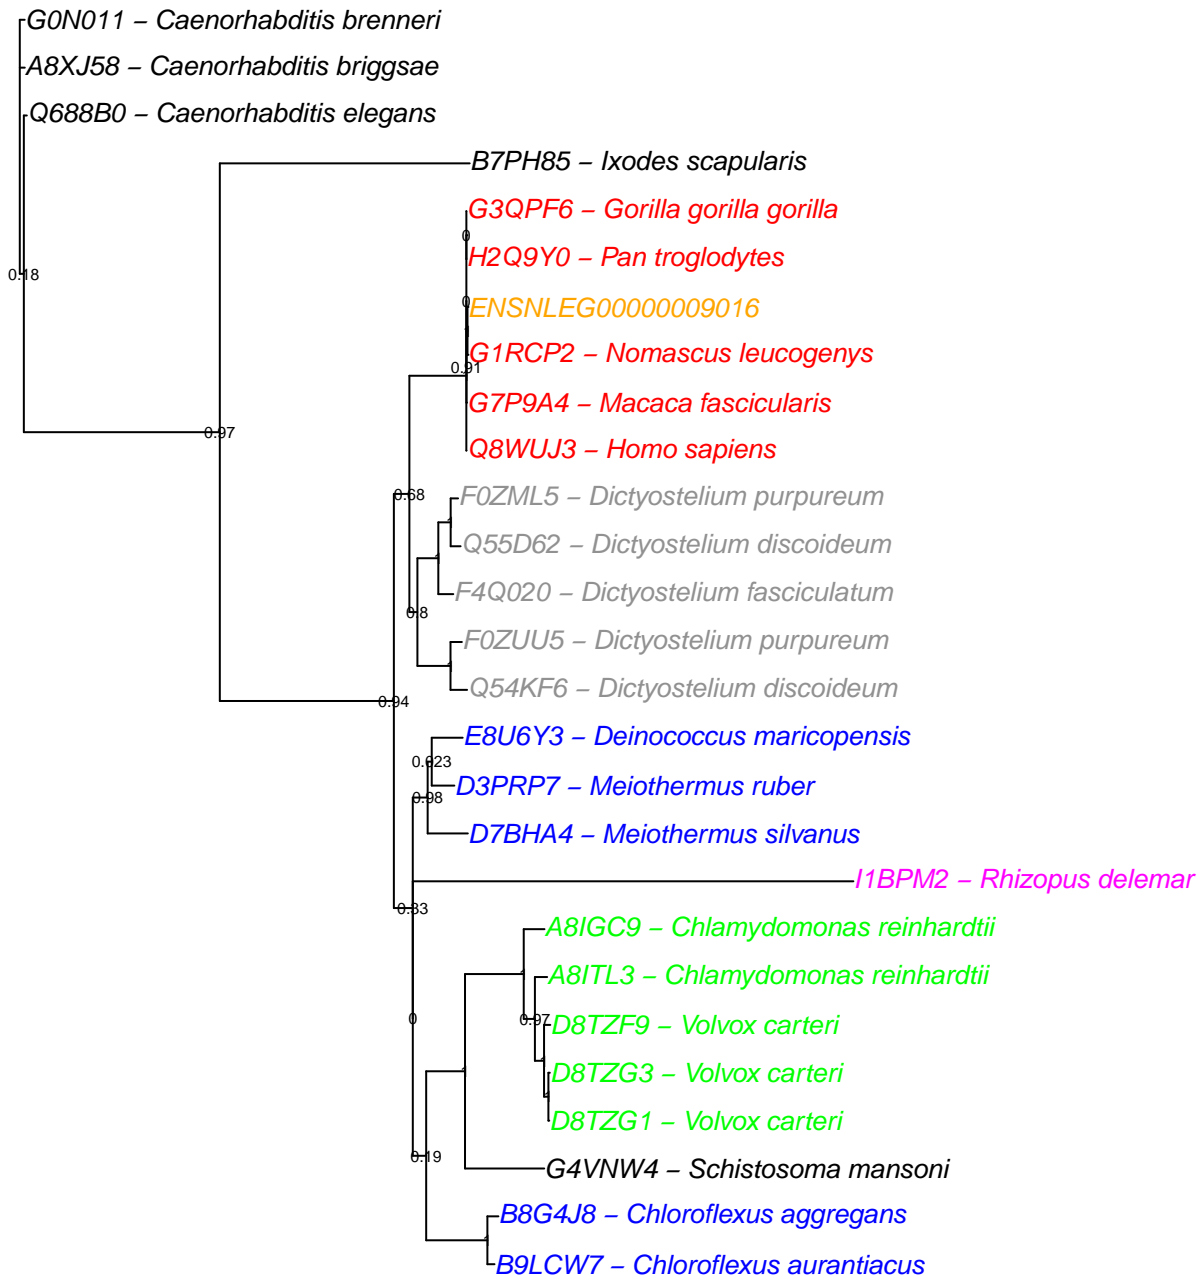 G0N011 – Caenorhabditis brenneri
A8XJ58 – Caenorhabditis briggsae
Q688B0 – Caenorhabditis elegans
B7PH85 – Ixodes scapularis
G3QPF6 – Gorilla gorilla gorilla
0
H2Q9Y0 – Pan troglodytes
0.18
0
ENSNLEG00000009016
G1RCP2 – Nomascus leucogenys
0.91
G7P9A4 – Macaca fascicularis
0.97
Q8WUJ3 – Homo sapiens
0.68
F0ZML5 – Dictyostelium purpureum
Q55D62 – Dictyostelium discoideum
F4Q020 – Dictyostelium fasciculatum
0.8
F0ZUU5 – Dictyostelium purpureum
Q54KF6 – Dictyostelium discoideum
0.94
E8U6Y3 – Deinococcus maricopensis
0.023
D3PRP7 – Meiothermus ruber
0.98
D7BHA4 – Meiothermus silvanus
I1BPM2 – Rhizopus delemar
0.33
A8IGC9 – Chlamydomonas reinhardtii
A8ITL3 – Chlamydomonas reinhardtii
0
0.97
D8TZF9 – Volvox carteri
D8TZG3 – Volvox carteri
D8TZG1 – Volvox carteri
0.19
G4VNW4 – Schistosoma mansoni
B8G4J8 – Chloroflexus aggregans
B9LCW7 – Chloroflexus aurantiacus